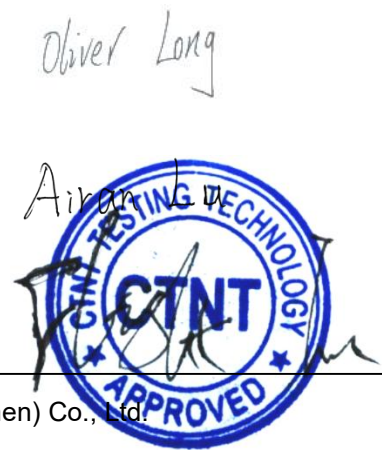 Oliver Long
Airan Lu
CTNT TESTING TECHNOLOGY
CTNT
APPROVED
en) Co., Ltd.